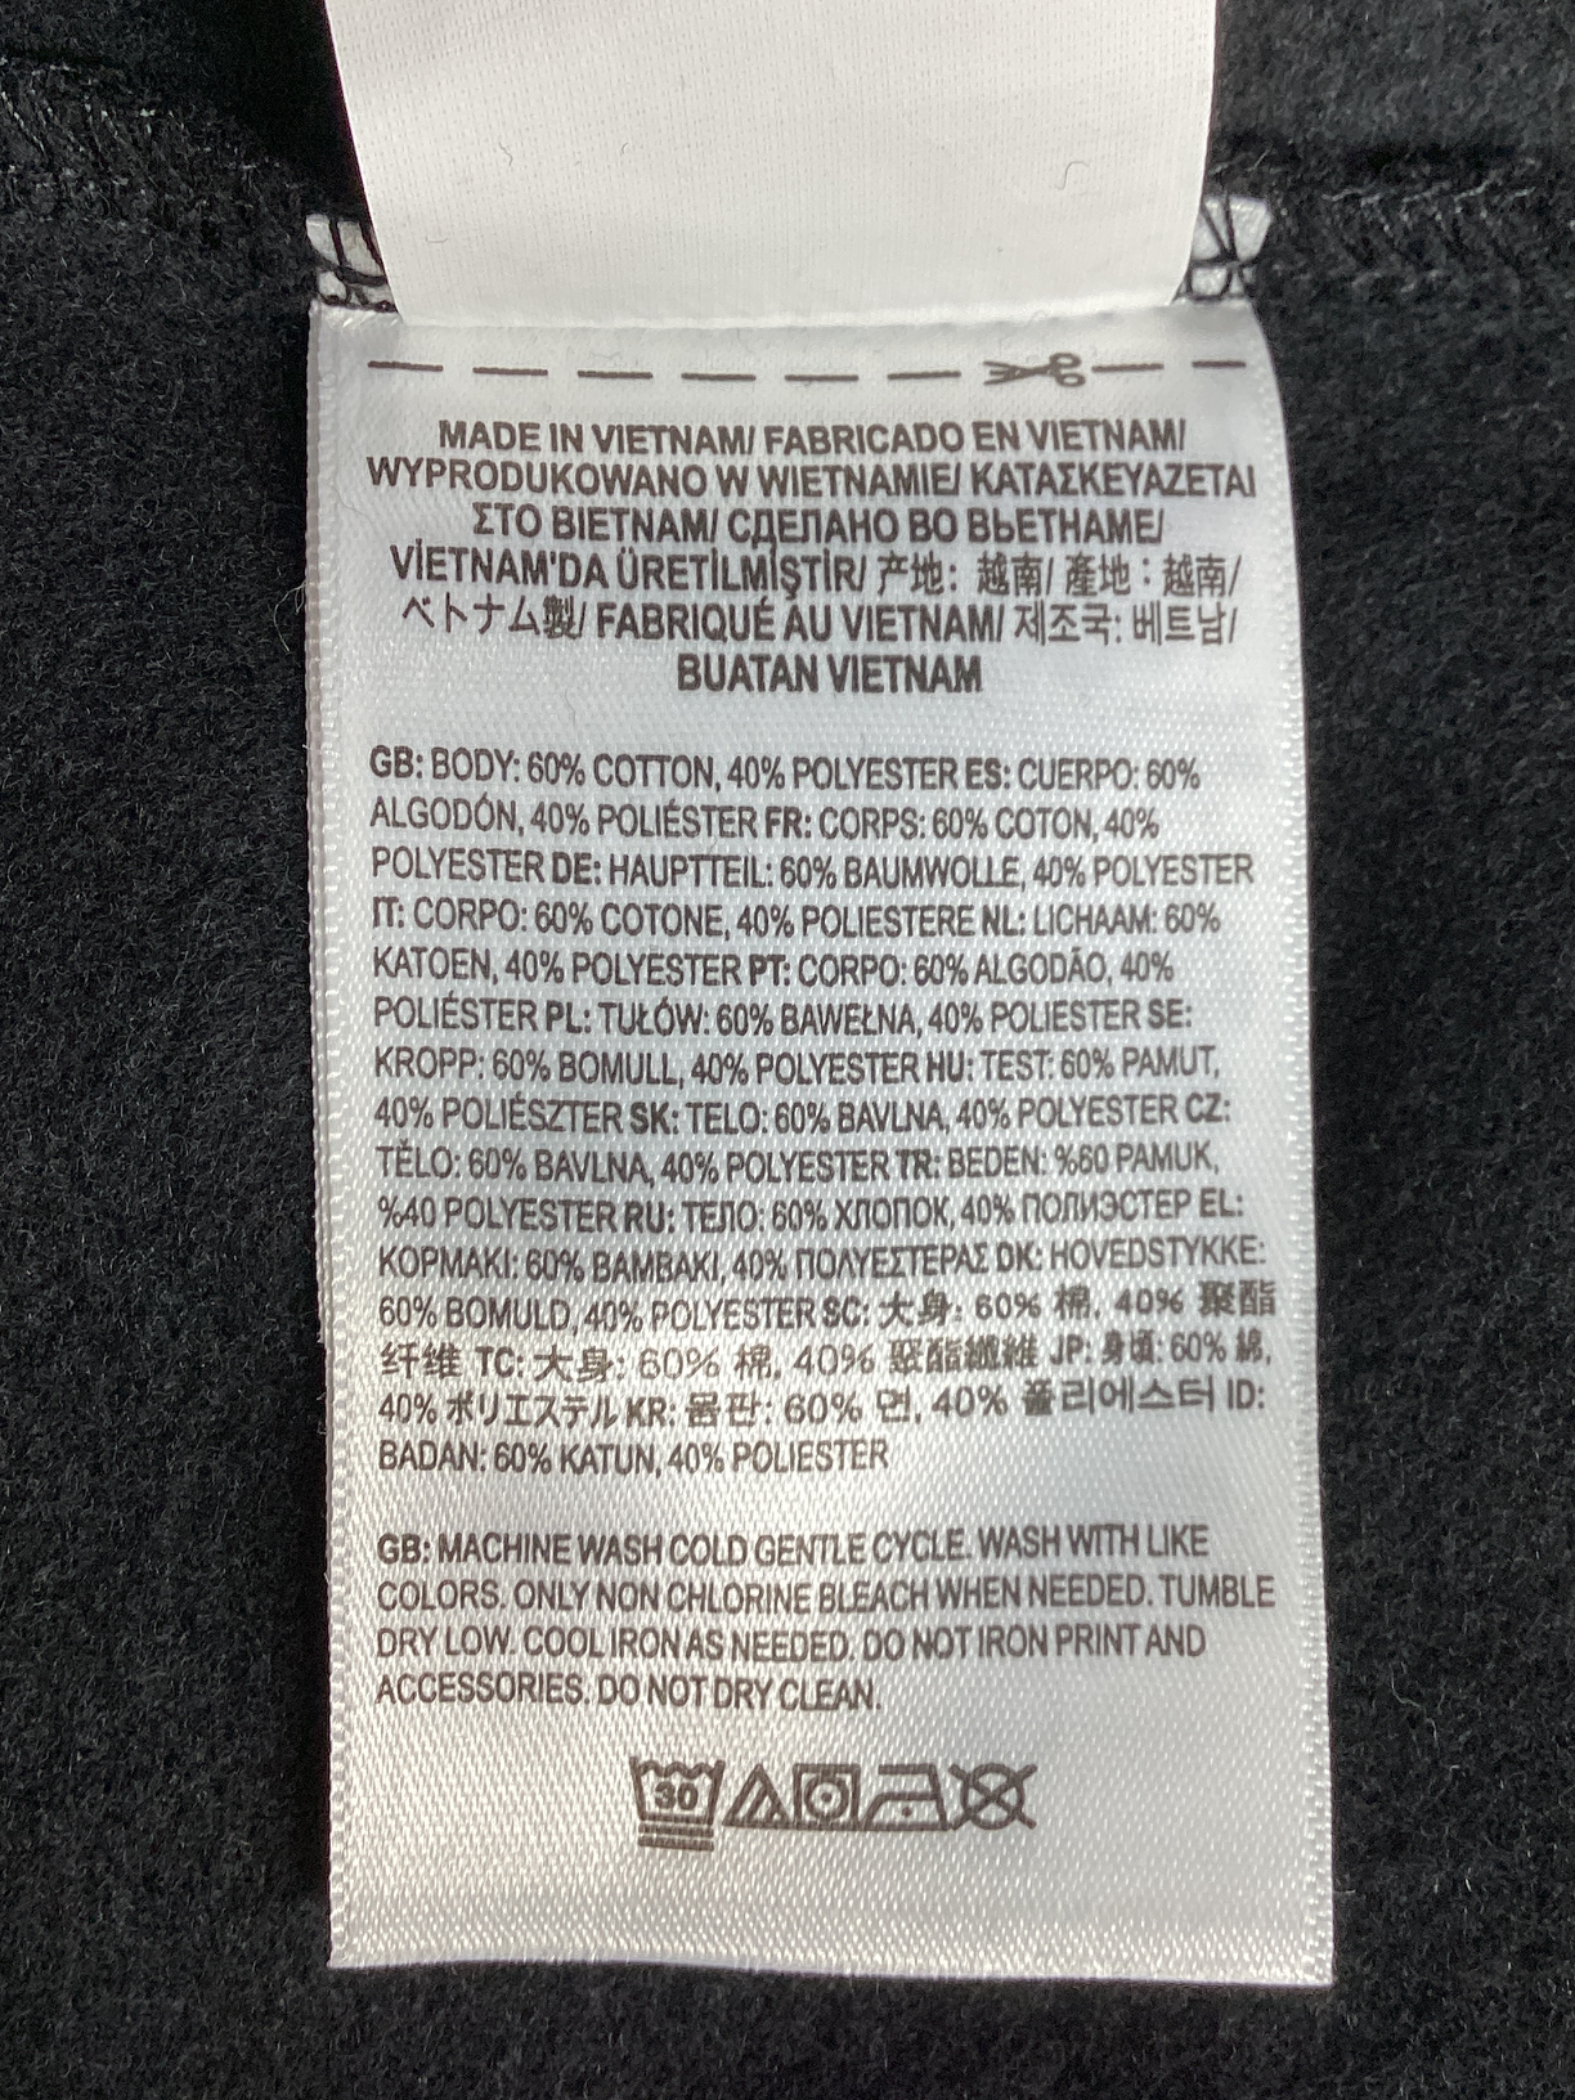 MADE IN VIETNAM/ FABRICADO EN VIETNAM/
WYPRODUKOWANO W WIETNAMIE/ ΚΑΤΑΣΚΕΥΑΖΕΤΑΙ
ΣΤΟ ΒΙΕΤΝΑΜ/ СДЕЛАНО ВО ВЬЕТНАМЕ/
VİETNAM'DA ÜRETİLMİŞTİR/ 产地: 越南/ 產地:越南/
ベトナム製/ FABRIQUÉ AU VIETNAM/ 제조국: 베트남/
BUATAN VIETNAM
GB: BODY: 60% COTTON, 40% POLYESTER ES: CUERPO: 60%
ALGODÓN, 40% POLIÉSTER FR: CORPS: 60% COTON, 40%
POLYESTER DE: HAUPTTEIL: 60% BAUMWOLLE, 40% POLYESTER
IT: CORPO: 60% COTONE, 40% POLIESTERE NL: LICHAAM: 60%
KATOEN, 40% POLYESTER PT: CORPO: 60% ALGODÃO, 40%
POLIÉSTER PL: TUŁÓW: 60% BAWEŁNA, 40% POLIESTER SE:
KROPP: 60% BOMULL, 40% POLYESTER HU: TEST: 60% PAMUT,
40% POLIÉSZTER SK: TELO: 60% BAVLNA, 40% POLYESTER CZ:
TĚLO: 60% BAVLNA, 40% POLYESTER TR: BEDEN: %60 PAMUK,
%40 POLYESTER RU: ТЕЛО: 60% ХЛОПОК, 40% ПОЛИЭСТЕР EL:
ΚΟΡΜΑΚΙ: 60% ΒΑΜΒΑΚΙ, 40% ΠΟΛΥΕΣΤΕΡΑΣ DK: HOVEDSTYKKE:
60% BOMULD, 40% POLYESTER SC: 大身: 60% 棉, 40% 聚酯
纤维 TC: 大身: 60% 棉, 40% 聚酯纖維 JP: 身頃: 60% 綿,
40% ポリエステル KR: 몸판: 60% 면, 40% 폴리에스터 ID:
BADAN: 60% KATUN, 40% POLIESTER
GB: MACHINE WASH COLD GENTLE CYCLE. WASH WITH LIKE
COLORS. ONLY NON CHLORINE BLEACH WHEN NEEDED. TUMBLE
DRY LOW. COOL IRON AS NEEDED. DO NOT IRON PRINT AND
ACCESSORIES. DO NOT DRY CLEAN.
30